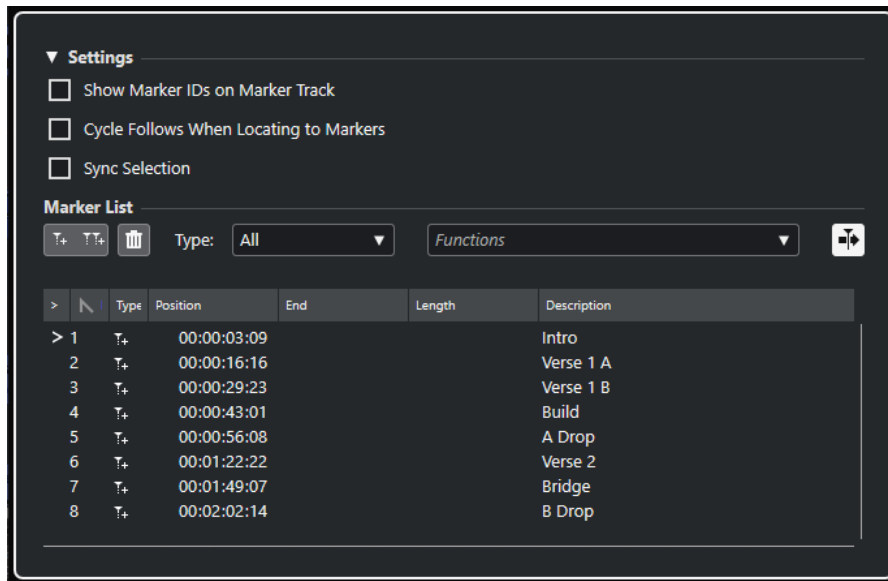 ▼ Settings
Show Marker IDs on Marker Track
Cycle Follows When Locating to Markers
Sync Selection
Marker List
Type: All Functions
> Type Position End Length Description
> 1 00:00:03:09 Intro
2 00:00:16:16 Verse 1 A
3 00:00:29:23 Verse 1 B
4 00:00:43:01 Build
5 00:00:56:08 A Drop
6 00:01:22:22 Verse 2
7 00:01:49:07 Bridge
8 00:02:02:14 B Drop